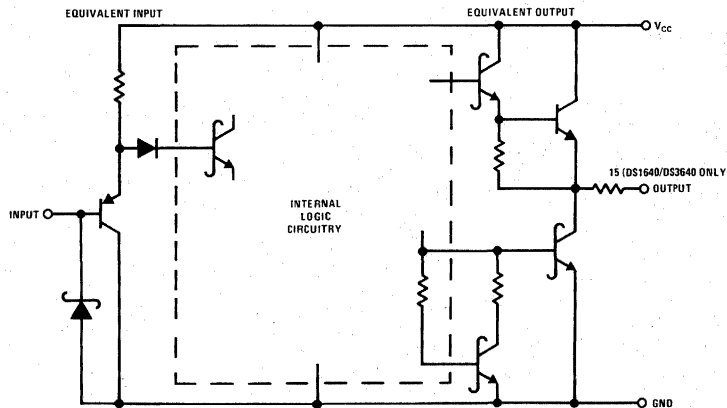 EQUIVALENT INPUT
EQUIVALENT OUTPUT
VCC
15 (DS1640/DS3640 ONLY
INPUT
INTERNAL
LOGIC
CIRCUITRY
OUTPUT
GND